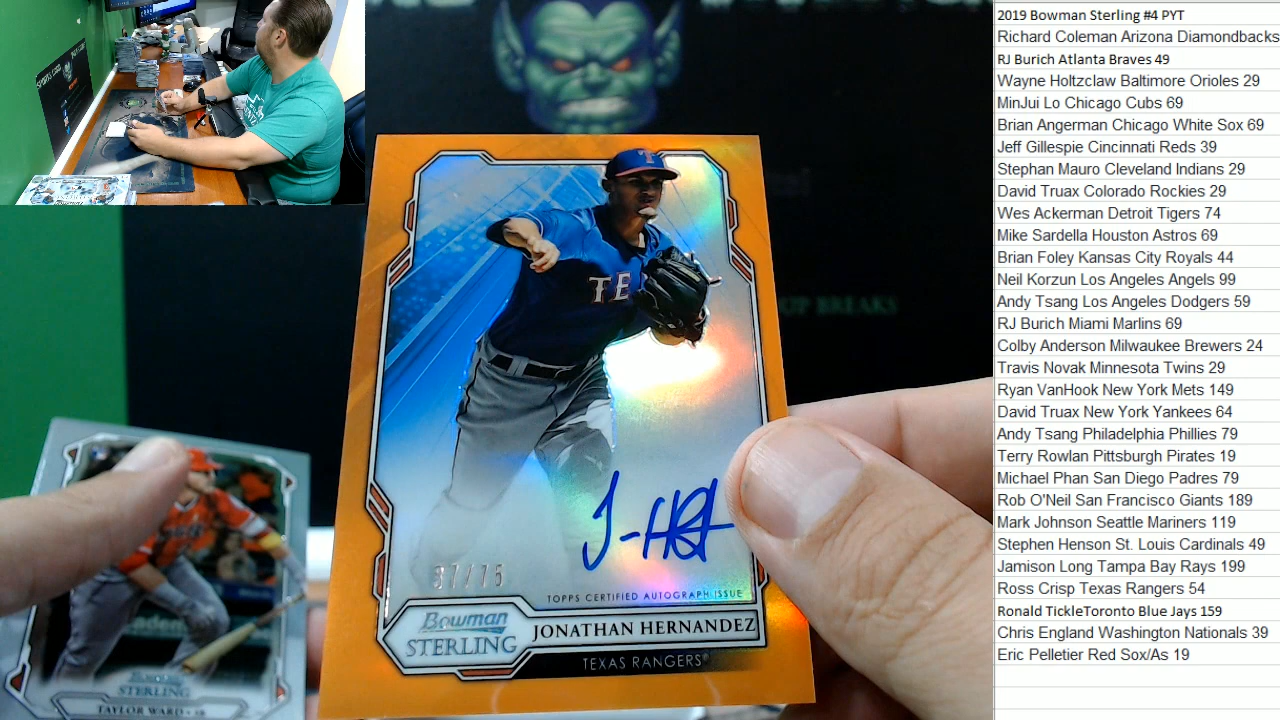 2019 Bowman Sterling #4 PYT
Richard Coleman Arizona Diamondbacks
RJ Burich Atlanta Braves 49
Wayne Holtzclaw Baltimore Orioles 29
MinJui Lo Chicago Cubs 69
Brian Angerman Chicago White Sox 69
Jeff Gillespie Cincinnati Reds 39
Stephan Mauro Cleveland Indians 29
David Truax Colorado Rockies 29
Wes Ackerman Detroit Tigers 74
Mike Sardella Houston Astros 69
Brian Foley Kansas City Royals 44
Neil Korzun Los Angeles Angels 99
Andy Tsang Los Angeles Dodgers 59
RJ Burich Miami Marlins 69
Colby Anderson Milwaukee Brewers 24
Travis Novak Minnesota Twins 29
Ryan VanHook New York Mets 149
David Truax New York Yankees 64
Andy Tsang Philadelphia Phillies 79
Terry Rowlan Pittsburgh Pirates 19
Michael Phan San Diego Padres 79
Rob O'Neil San Francisco Giants 189
Mark Johnson Seattle Mariners 119
Stephen Henson St. Louis Cardinals 49
Jamison Long Tampa Bay Rays 199
Ross Crisp Texas Rangers 54
Ronald TickleToronto Blue Jays 159
Chris England Washington Nationals 39
Eric Pelletier Red Sox/As 19
BREAKS
T
TE
37/75
TOPPS CERTIFIED AUTOGRAPH ISSUE
Bowman
STERLING
JONATHAN HERNANDEZ
TEXAS RANGERS®
STERLING
TAYLOR WARD